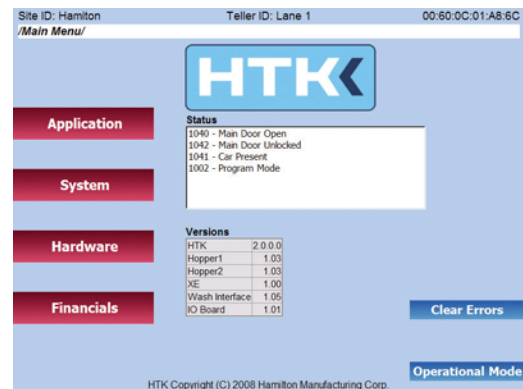 Site ID: Hamiton Teller ID: Lane 1 00:60:0C:01:A8:6C
/Main Menu/
HTK
Application
System
Hardware
Financials
Status
1040 - Main Door Open
1042 - Main Door Unlocked
1041 - Car Present
1002 - Program Mode
Versions
HTK 2.0.0.0
Hopper1 1.03
Hopper2 1.03
XE 1.00
Wash Interface 1.05
IO Board 1.01
Clear Errors
Operational Mode
HTK Copyright (C) 2008 Hamilton Manufacturing Corp.